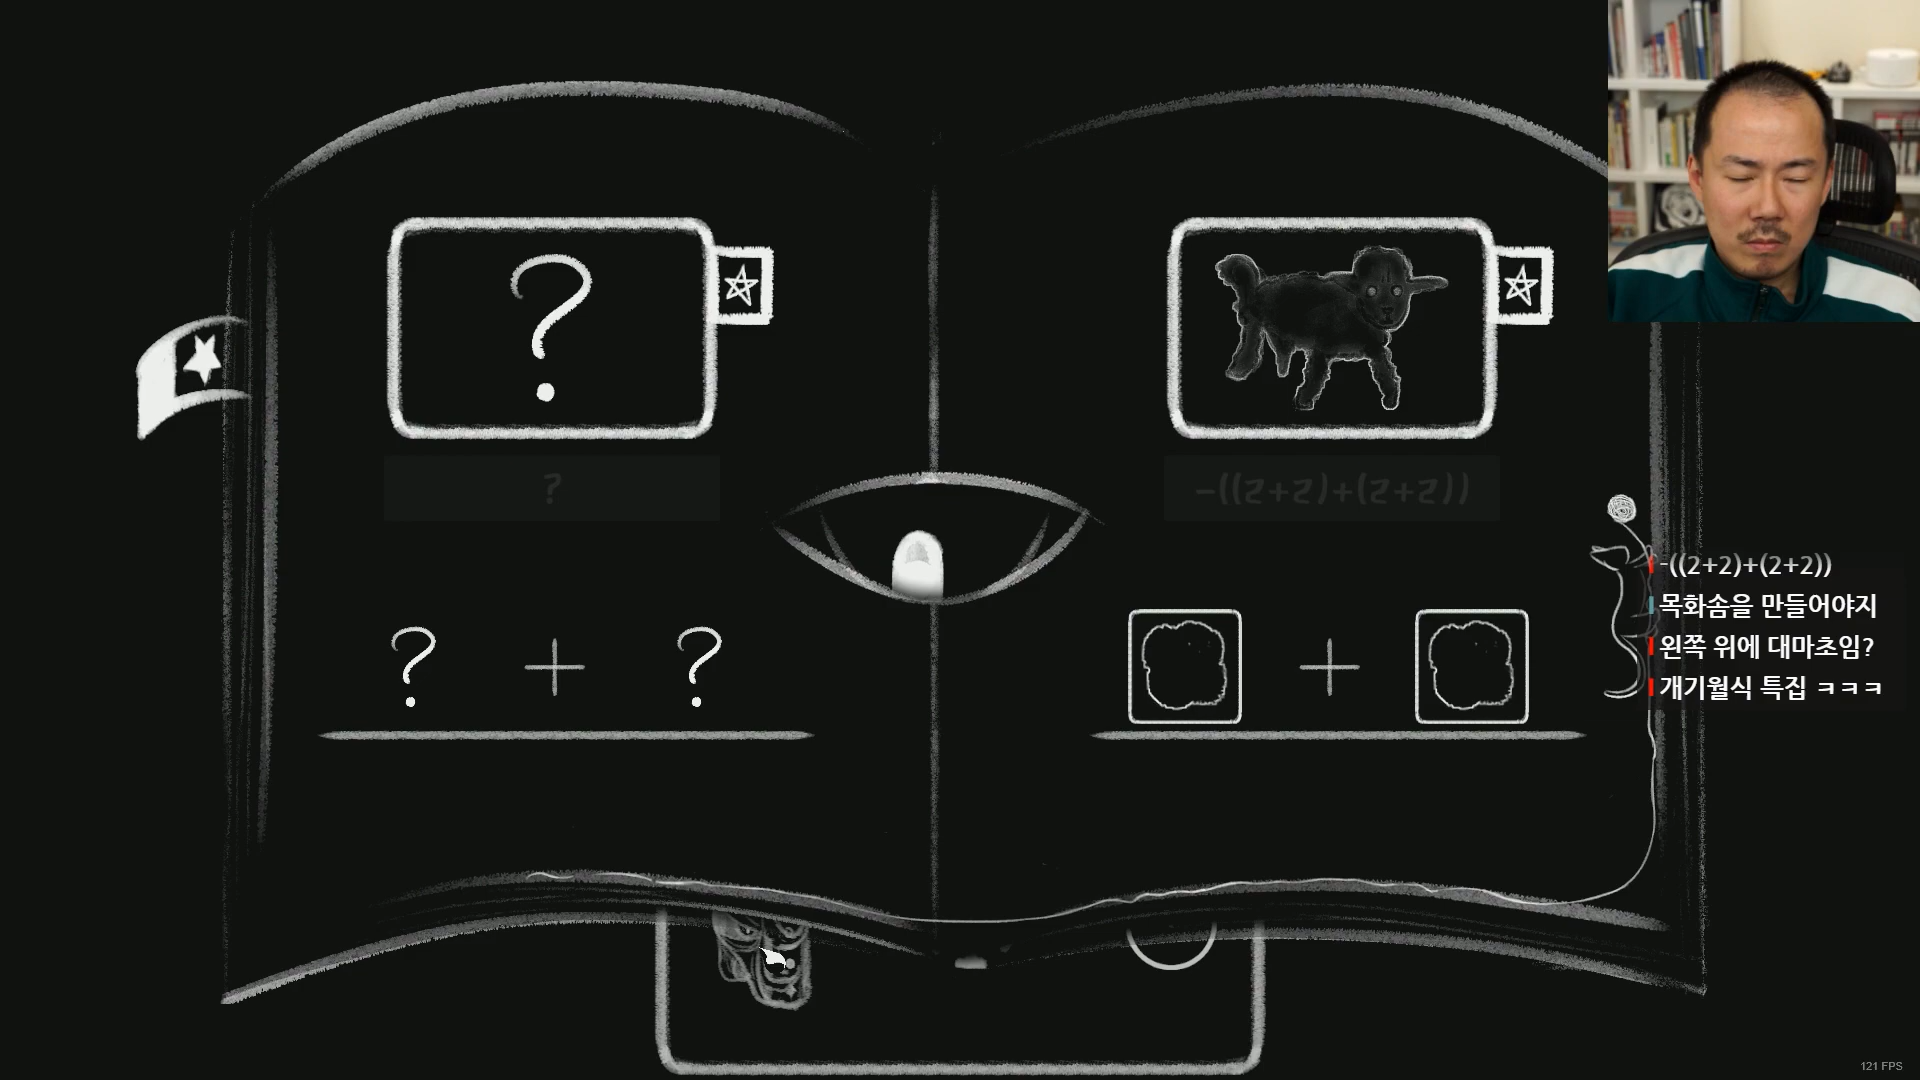 ?
?
-((2+2)+(2+2))
? + ?
+
-((2+2)+(2+2))
목화솜을 만들어야지
왼쪽 위에 대마초임?
개기월식 특집 ㅋㅋㅋ
121 FPS